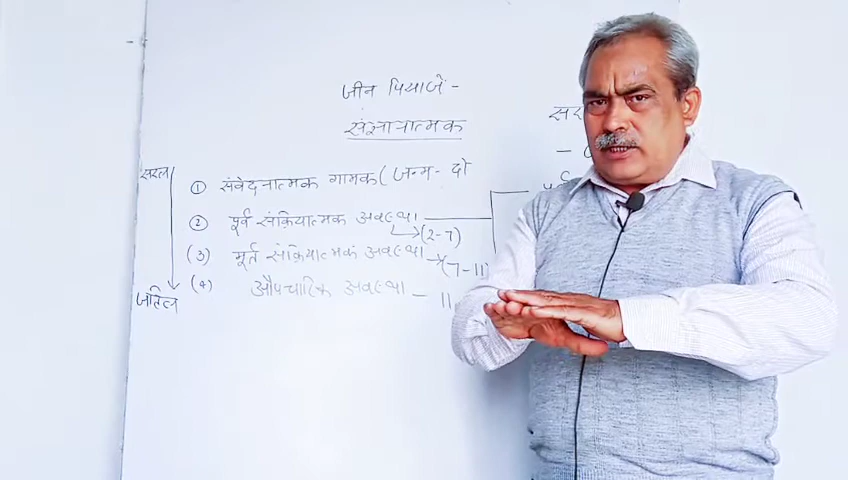 जीन पियाजे -
संज्ञानात्मक
सरल
① संवेदनात्मक गामक ( जन्म - दो
② पूर्व संक्रियात्मक अवस्था
(2-7)
(3) मूर्त संक्रियात्मक अवस्था
(7-11
(4) औपचारिक अवस्था - 11
जटिल